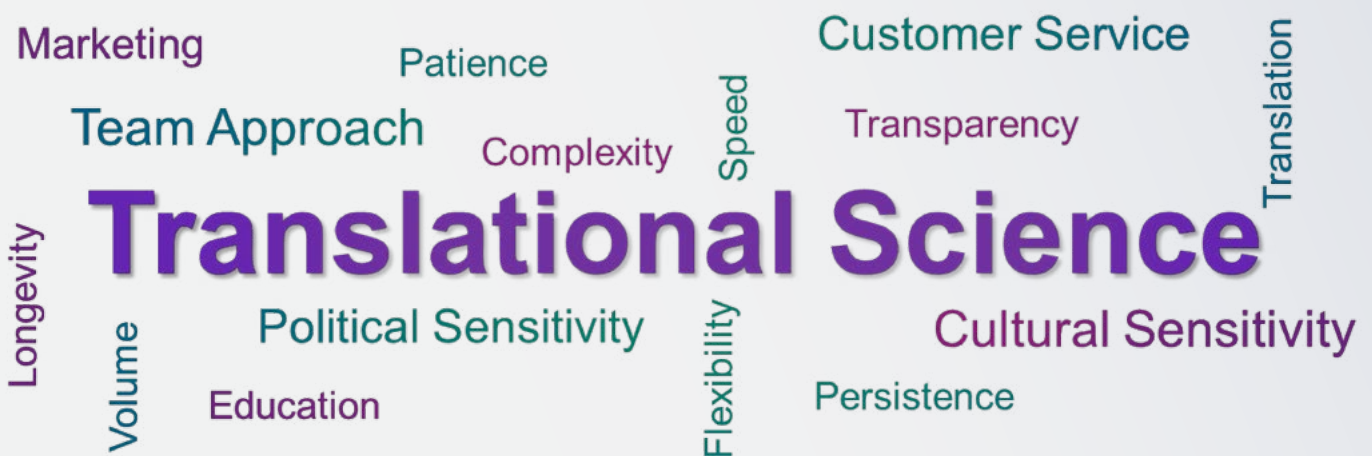 Marketing
Patience
Customer Service
Translation
Team Approach
Complexity
Speed
Transparency
Translational Science
Longevity
Volume
Political Sensitivity
Flexibility
Cultural Sensitivity
Education
Persistence